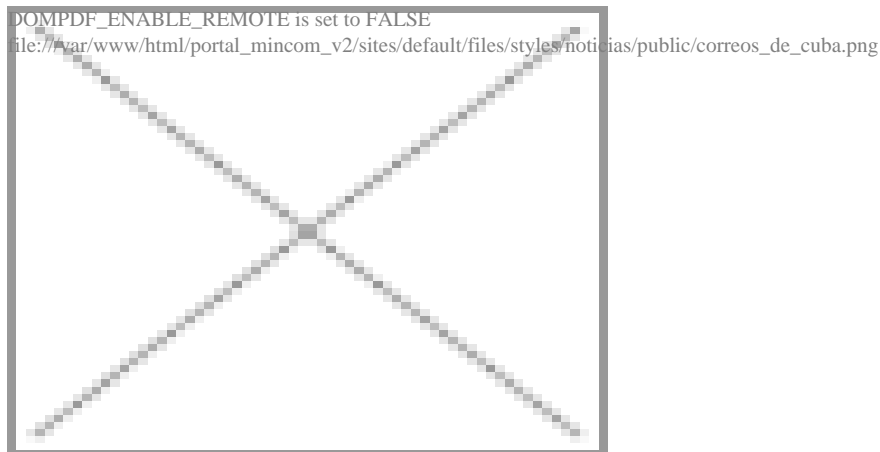 DOMPDF_ENABLE_REMOTE is set to FALSE
file:///var/www/html/portal_mincom_v2/sites/default/files/styles/noticias/public/correos_de_cuba.png